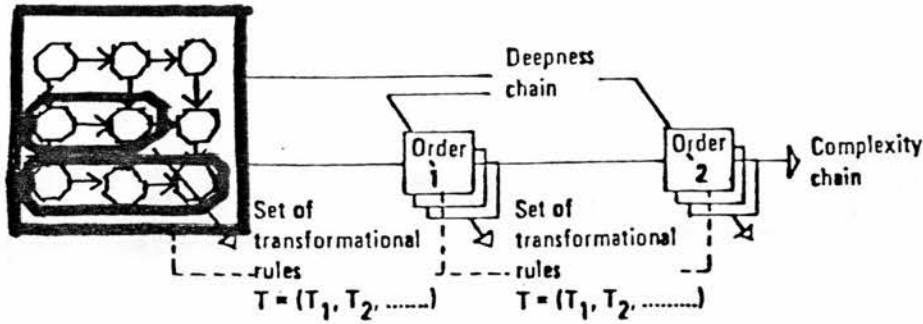 Deepness
chain
Order
1
Order
2
Complexity
chain
Set of
transformational
rules
T = (T₁, T₂, .......)
Set of
transformational
rules
T = (T₁, T₂, .........)